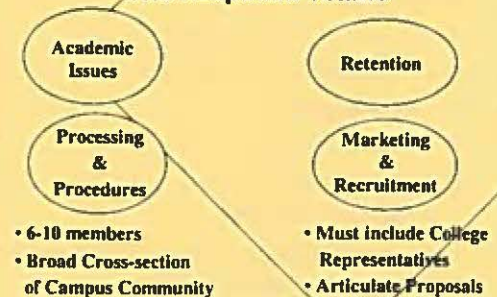 Academic
Issues
Retention
Processing
&
Procedures
Marketing
&
Recruitment
• 6-10 members
• Broad Cross-section
of Campus Community
• Must include College
Representatives
• Articulate Proposals